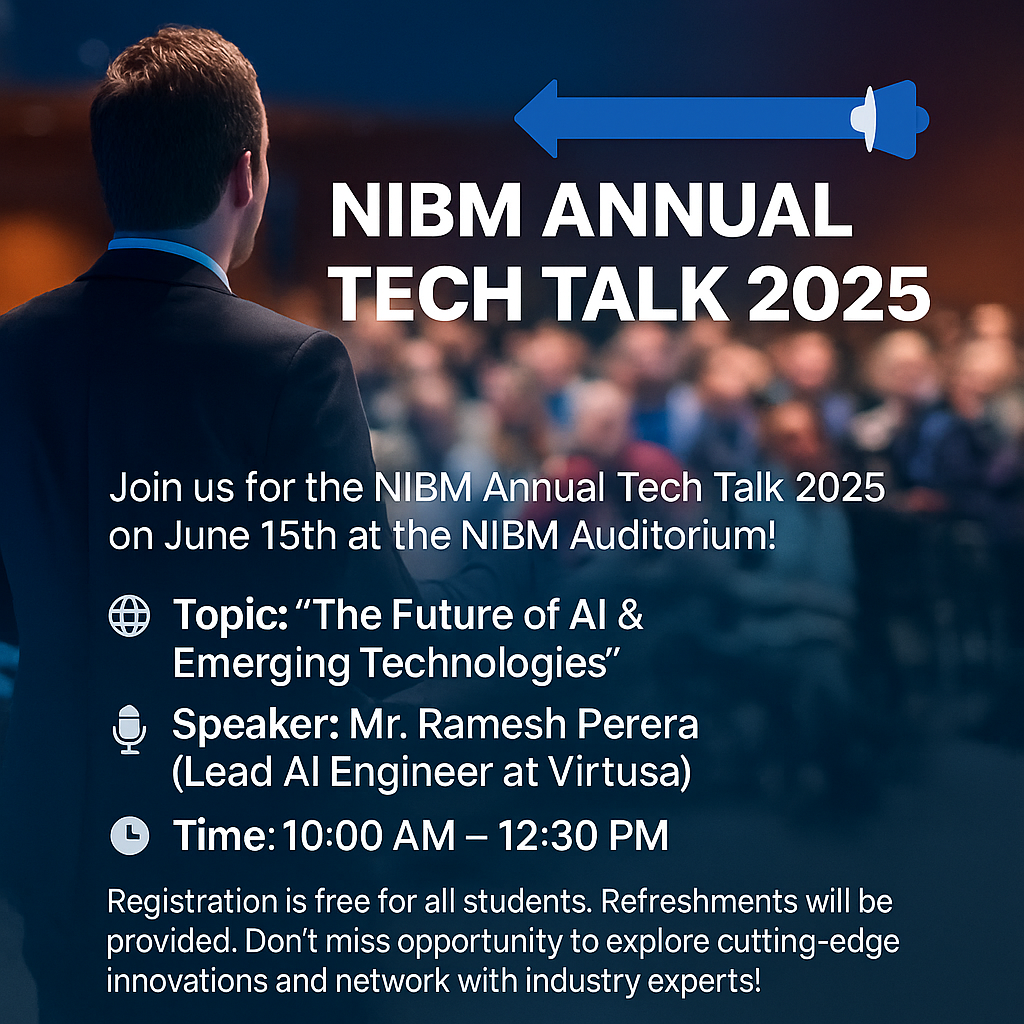 NIBM ANNUAL
TECH TALK 2025
Join us for the NIBM Annual Tech Talk 2025
on June 15th at the NIBM Auditorium!
Topic: “The Future of AI &
Emerging Technologies”
Speaker: Mr. Ramesh Perera
(Lead AI Engineer at Virtusa)
Time: 10:00 AM – 12:30 PM
Registration is free for all students. Refreshments will be
provided. Don’t miss opportunity to explore cutting-edge
innovations and network with industry experts!